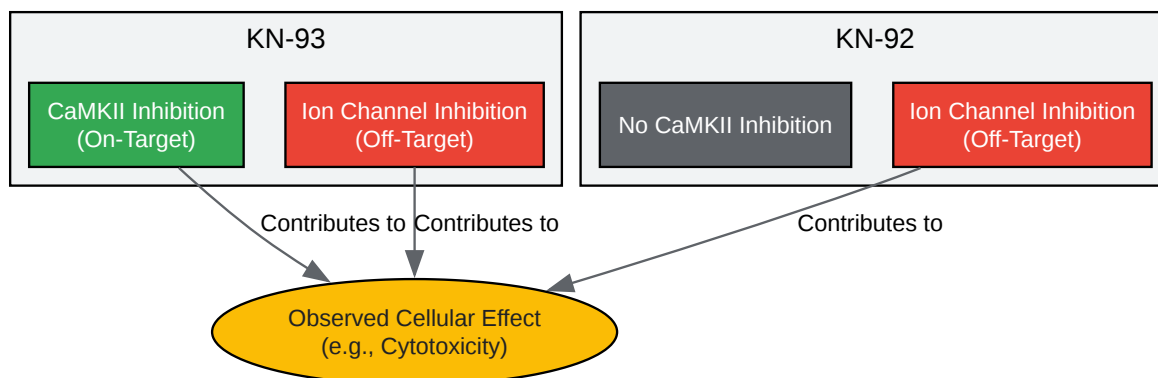 KN-93
KN-92
CaMKII Inhibition
(On-Target)
Ion Channel Inhibition
(Off-Target)
No CaMKII Inhibition
Ion Channel Inhibition
(Off-Target)
Contributes to
Contributes to
Contributes to
Observed Cellular Effect
(e.g., Cytotoxicity)